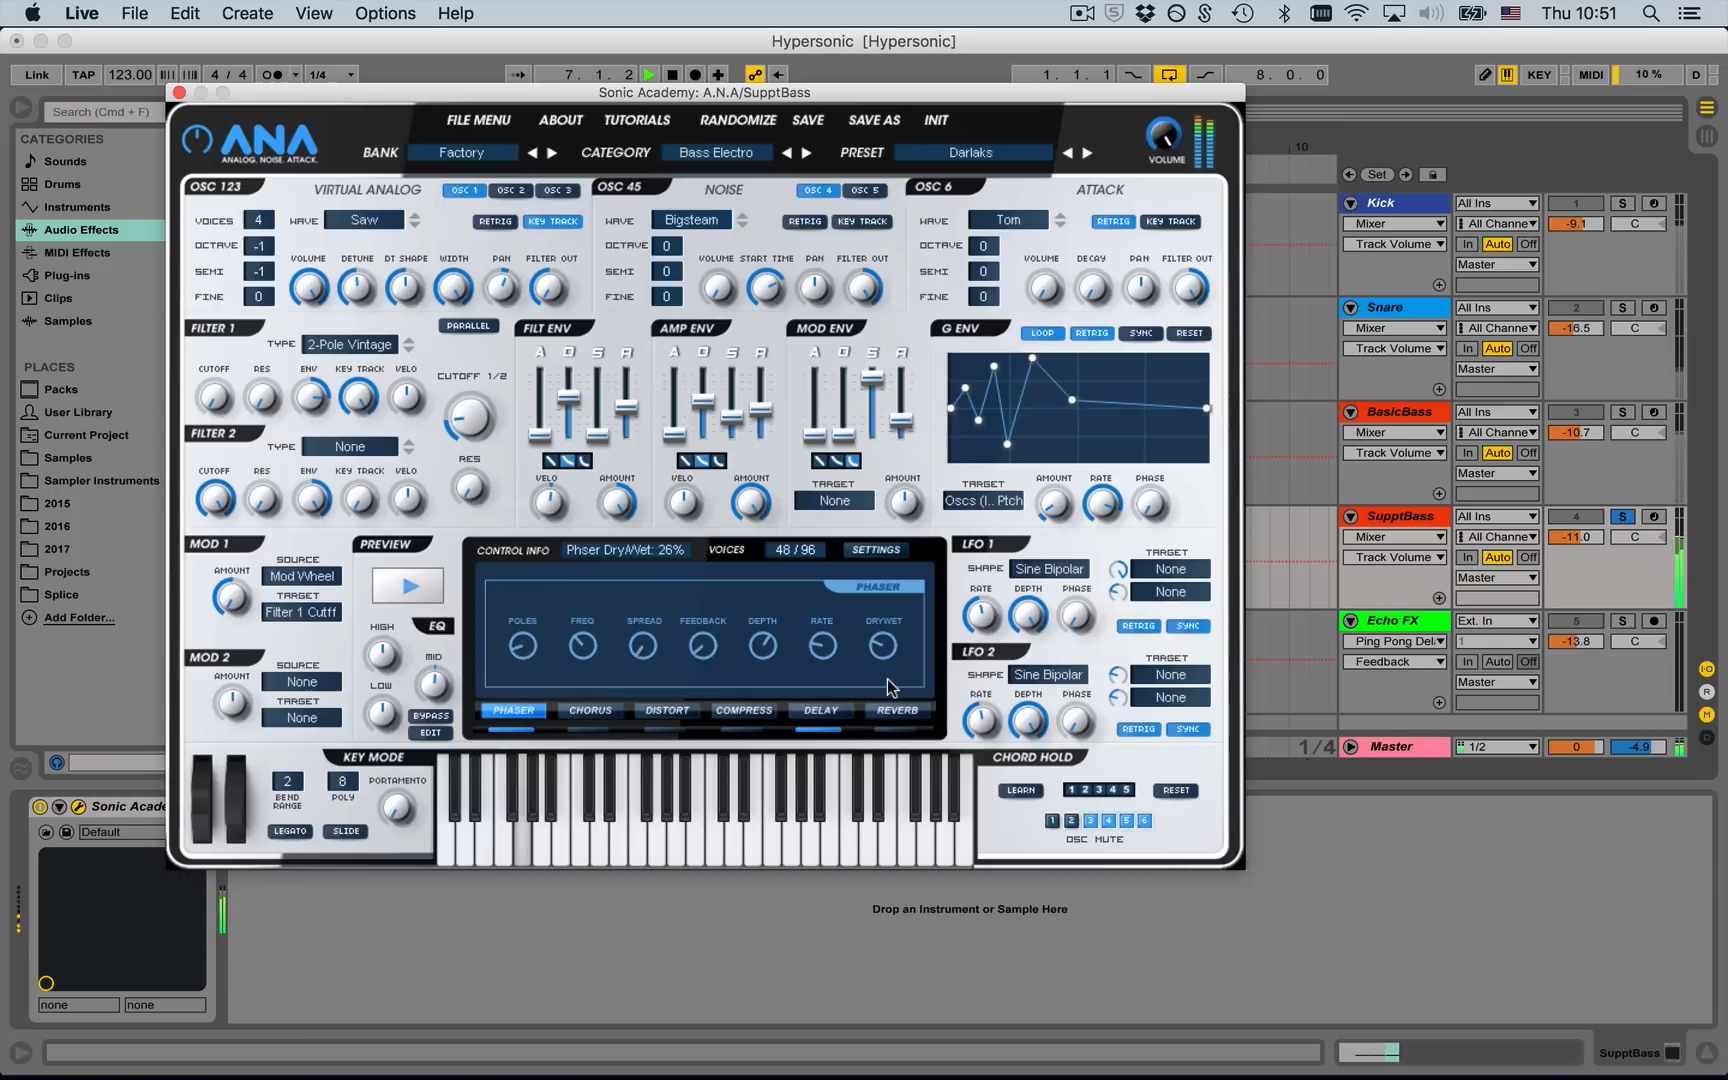 Live File Edit Create View Options Help Thu 10:51
Hypersonic [Hypersonic]
Link TAP 123.00 4 / 4 1/4 7. 1. 2 1. 1. 1 8. 0. 0 KEY MIDI 10 % D
Sonic Academy: A.N.A/SupptBass
Search (Cmd + F)
CATEGORIES
Sounds
Drums
Instruments
Audio Effects
MIDI Effects
Plug-ins
Clips
Samples
PLACES
Packs
User Library
Current Project
Samples
Sampler Instruments
2015
2016
2017
Projects
Splice
Add Folder...
ANA
ANALOG. NOISE. ATTACK.
FILE MENU ABOUT TUTORIALS RANDOMIZE SAVE SAVE AS INIT
BANK Factory CATEGORY Bass Electro PRESET Darlaks
VOLUME
OSC 123 VIRTUAL ANALOG OSC 1 OSC 2 OSC 3
VOICES 4 WAVE Saw RETRIG KEY TRACK
OCTAVE -1
SEMI -1
FINE 0
VOLUME DETUNE DT SHAPE WIDTH PAN FILTER OUT
OSC 45 NOISE OSC 4 OSC 5
WAVE Bigsteam RETRIG KEY TRACK
OCTAVE 0
SEMI 0
FINE 0
VOLUME START TIME PAN FILTER OUT
OSC 6 ATTACK
WAVE Tom RETRIG KEY TRACK
OCTAVE 0
SEMI 0
FINE 0
VOLUME DECAY PAN FILTER OUT
FILTER 1 PARALLEL
TYPE 2-Pole Vintage
CUTOFF RES ENV KEY TRACK VELO
CUTOFF 1/2
RES
FILTER 2
TYPE None
CUTOFF RES ENV KEY TRACK VELO
FILT ENV
A D S R
VELO AMOUNT
AMP ENV
A D S R
VELO AMOUNT
MOD ENV
A D S R
TARGET
None
AMOUNT
G ENV LOOP RETRIG SYNC RESET
TARGET AMOUNT RATE PHASE
Oscs (l.. Ptch
MOD 1
AMOUNT SOURCE
Mod Wheel
TARGET
Filter 1 Cutff
MOD 2
AMOUNT SOURCE
None
TARGET
None
PREVIEW
HIGH EQ
MID
LOW
BYPASS
EDIT
CONTROL INFO Phser Dry/Wet: 26% VOICES 48 / 96 SETTINGS
PHASER
POLES FREQ SPREAD FEEDBACK DEPTH RATE DRYWET
PHASER CHORUS DISTORT COMPRESS DELAY REVERB
LFO 1
SHAPE Sine Bipolar TARGET
None
None
RATE DEPTH PHASE
RETRIG SYNC
LFO 2
SHAPE Sine Bipolar TARGET
None
None
RATE DEPTH PHASE
RETRIG SYNC
KEY MODE
2 8 PORTAMENTO
BEND RANGE POLY
LEGATO SLIDE
CHORD HOLD
LEARN 1 2 3 4 5 RESET
1 2 3 4 5 6
OSC MUTE
10
Set
Kick All Ins 1 S
Mixer All Channe -9.1 C
Track Volume In Auto Off
Master
Snare All Ins 2 S
Mixer All Channe -16.5 C
Track Volume In Auto Off
Master
BasicBass All Ins 3 S
Mixer All Channe -10.7 C
Track Volume In Auto Off
Master
SupptBass All Ins 4 S
Mixer All Channe -11.0 C
Track Volume In Auto Off
Master
Echo FX Ext. In 5 S
Ping Pong Del 1 -13.8 C
Feedback In Auto Off
Master
1/4 Master 1/2 0 -4.9
I·O
R
M
D
Sonic Acade
Default
none none
Drop an Instrument or Sample Here
SupptBass